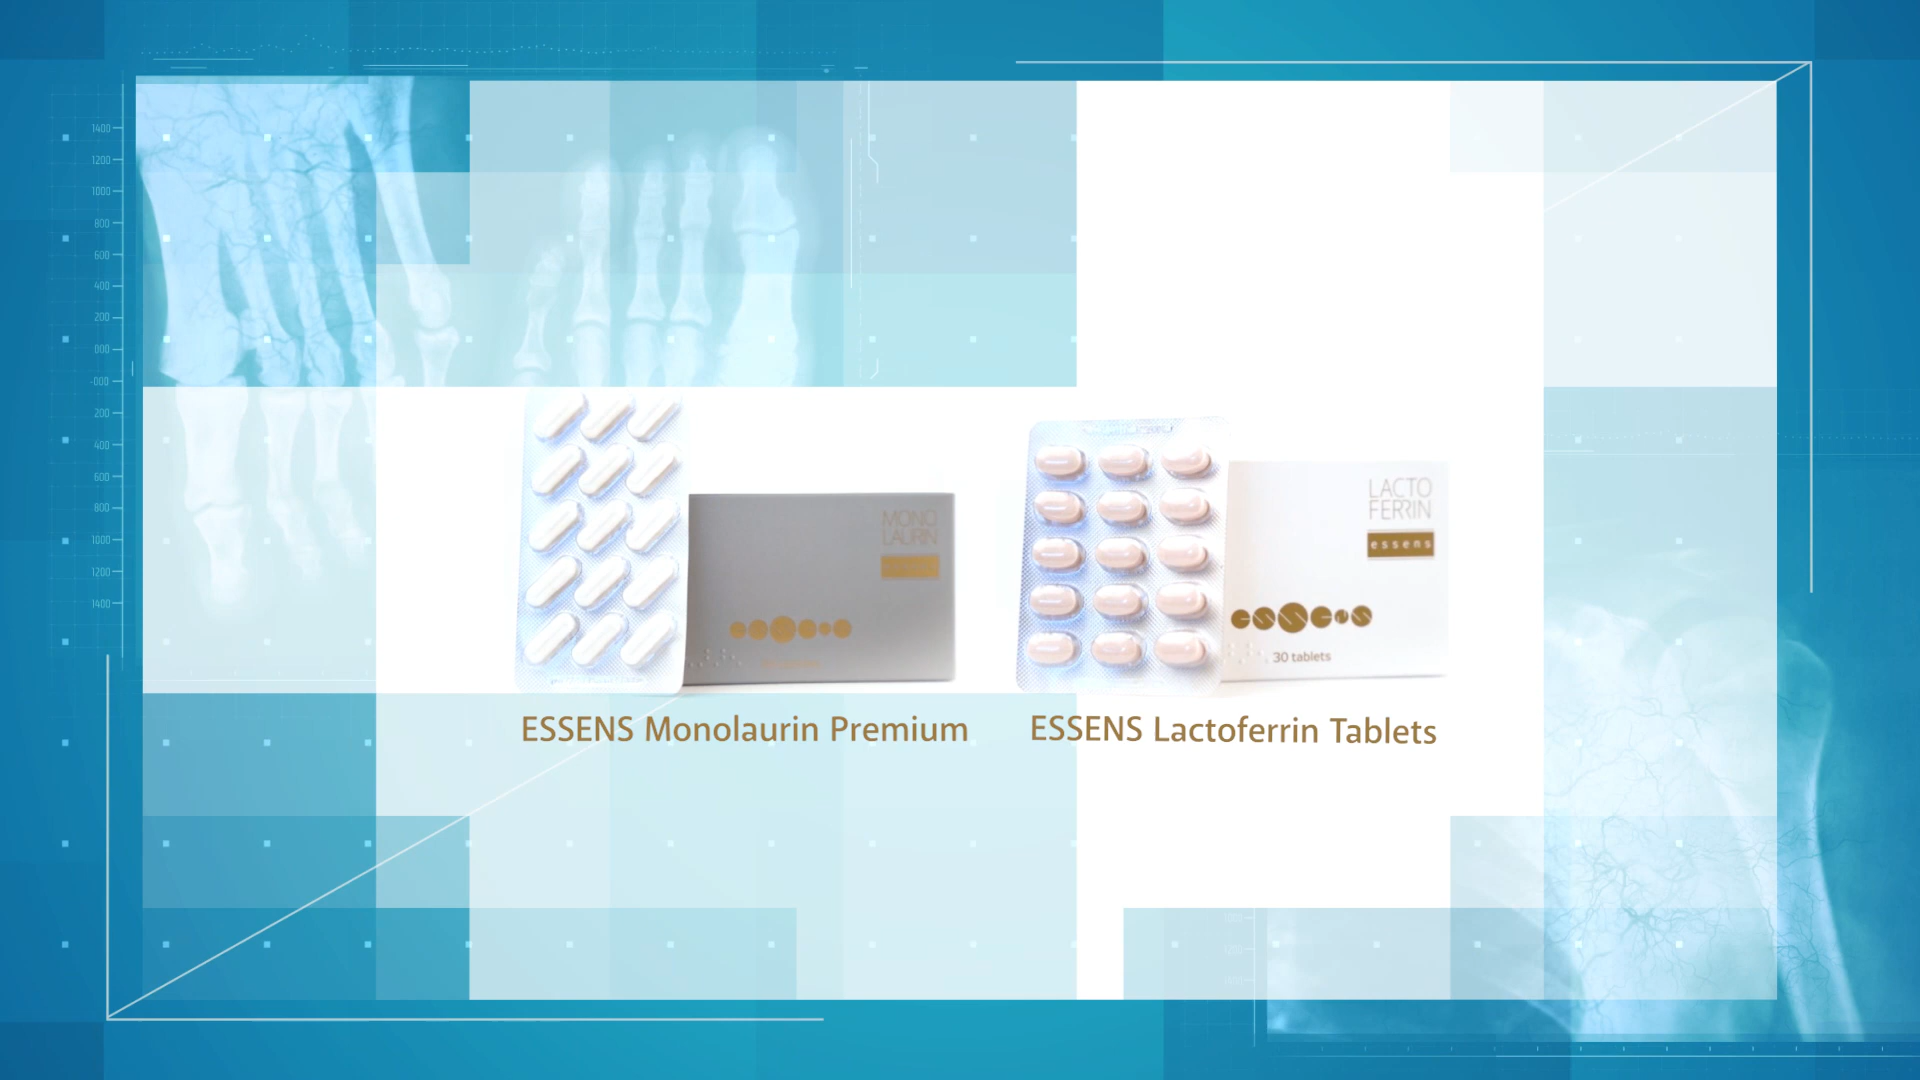 1400
1200
1000
800
600
400
200
000
-000
200
400
600
800
1000
1200
1400
MONO
LAURIN
LACTO
FERRIN
essens
essens
30 tablets
ESSENS Monolaurin Premium
ESSENS Lactoferrin Tablets